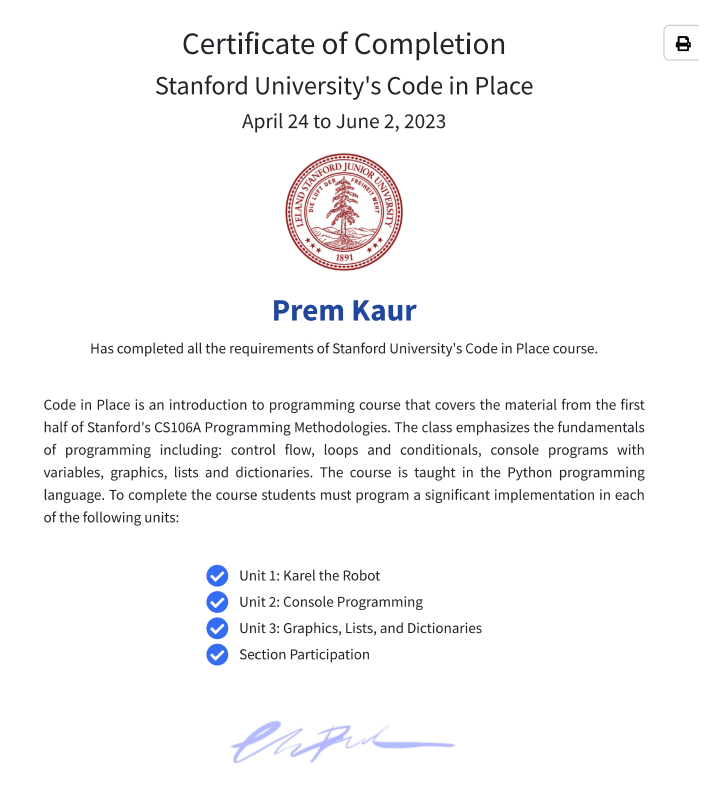 Certificate of Completion
Stanford University's Code in Place
April 24 to June 2, 2023
LELAND STANFORD JUNIOR UNIVERSITY
DIE LUFT DER FREIHEIT WEHT
1891
Prem Kaur
Has completed all the requirements of Stanford University's Code in Place course.
Code in Place is an introduction to programming course that covers the material from the first
half of Stanford's CS106A Programming Methodologies. The class emphasizes the fundamentals
of programming including: control flow, loops and conditionals, console programs with
variables, graphics, lists and dictionaries. The course is taught in the Python programming
language. To complete the course students must program a significant implementation in each
of the following units:
Unit 1: Karel the Robot
Unit 2: Console Programming
Unit 3: Graphics, Lists, and Dictionaries
Section Participation